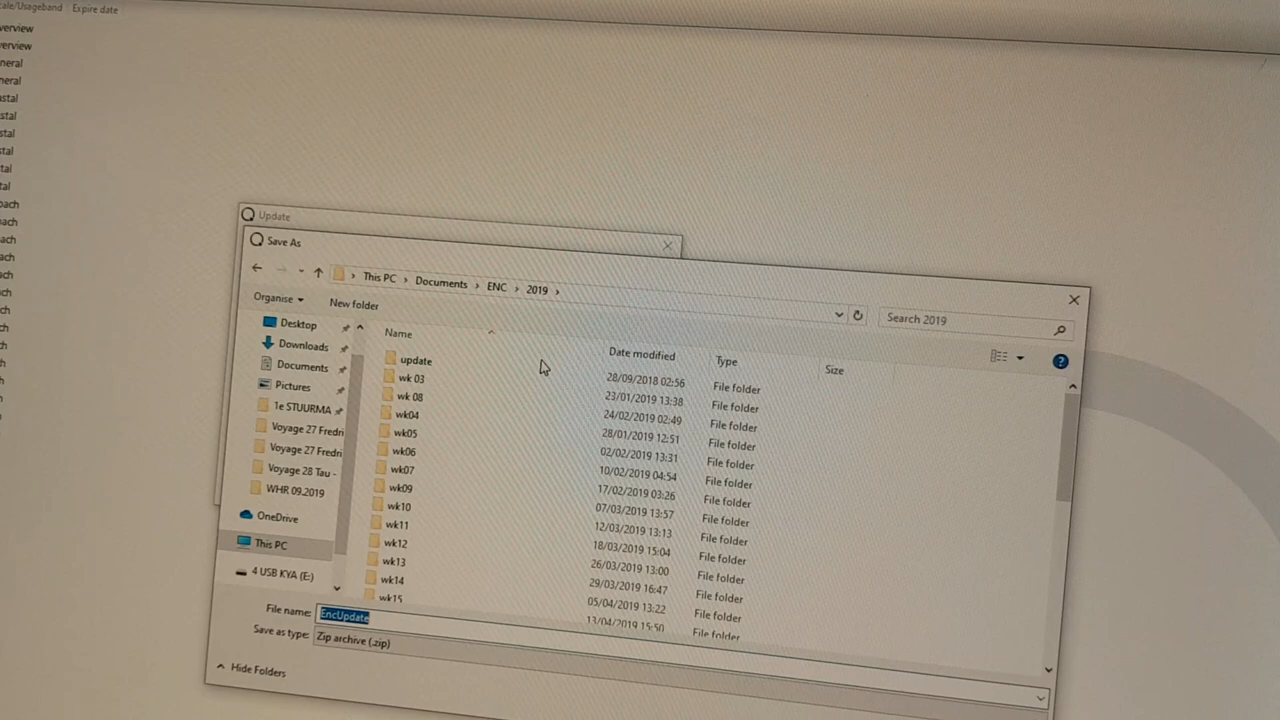 cale/Usageband Expire date
verview
verview
neral
neral
astal
stal
stal
stal
tal
tal
oach
ach
ach
ach
ach
ch
ch
ch
h
h
Update
Save As
This PC > Documents > ENC > 2019 >
Search 2019
Organise New folder
Desktop
Downloads
Documents
Pictures
1e STUURMA
Voyage 27 Fredri
Voyage 27 Fredri
Voyage 28 Tau -
WHR 09.2019
OneDrive
This PC
4 USB KYA (E:)
Name Date modified Type Size
update 28/09/2018 02:56 File folder
wk 03 23/01/2019 13:38 File folder
wk 08 24/02/2019 02:49 File folder
wk04 28/01/2019 12:51 File folder
wk05 02/02/2019 13:31 File folder
wk06 10/02/2019 04:54 File folder
wk07 17/02/2019 03:26 File folder
wk09 07/03/2019 13:57 File folder
wk10 12/03/2019 13:13 File folder
wk11 18/03/2019 15:04 File folder
wk12 26/03/2019 13:00 File folder
wk13 29/03/2019 16:47 File folder
wk14 05/04/2019 13:22 File folder
wk15 13/04/2019 15:50 File folder
File name: EncUpdate
Save as type: Zip archive (.zip)
Hide Folders